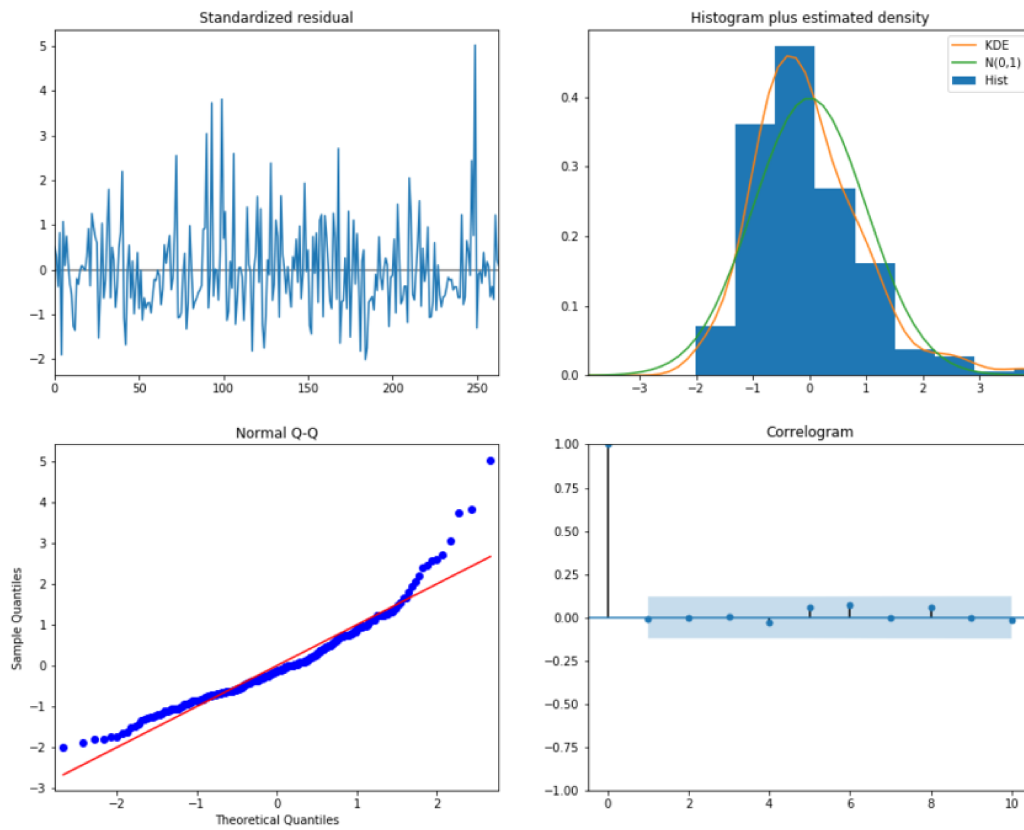 Standardized residual
5
4
3
2
1
0
−1
−2
0 50 100 150 200 250
Histogram plus estimated density
KDE
N(0,1)
Hist
0.4
0.3
0.2
0.1
0.0
−3 −2 −1 0 1 2 3
Normal Q-Q
Sample Quantiles
5
4
3
2
1
0
−1
−2
−3
−2 −1 0 1 2
Theoretical Quantiles
Correlogram
1.00
0.75
0.50
0.25
0.00
−0.25
−0.50
−0.75
−1.00
0 2 4 6 8 10